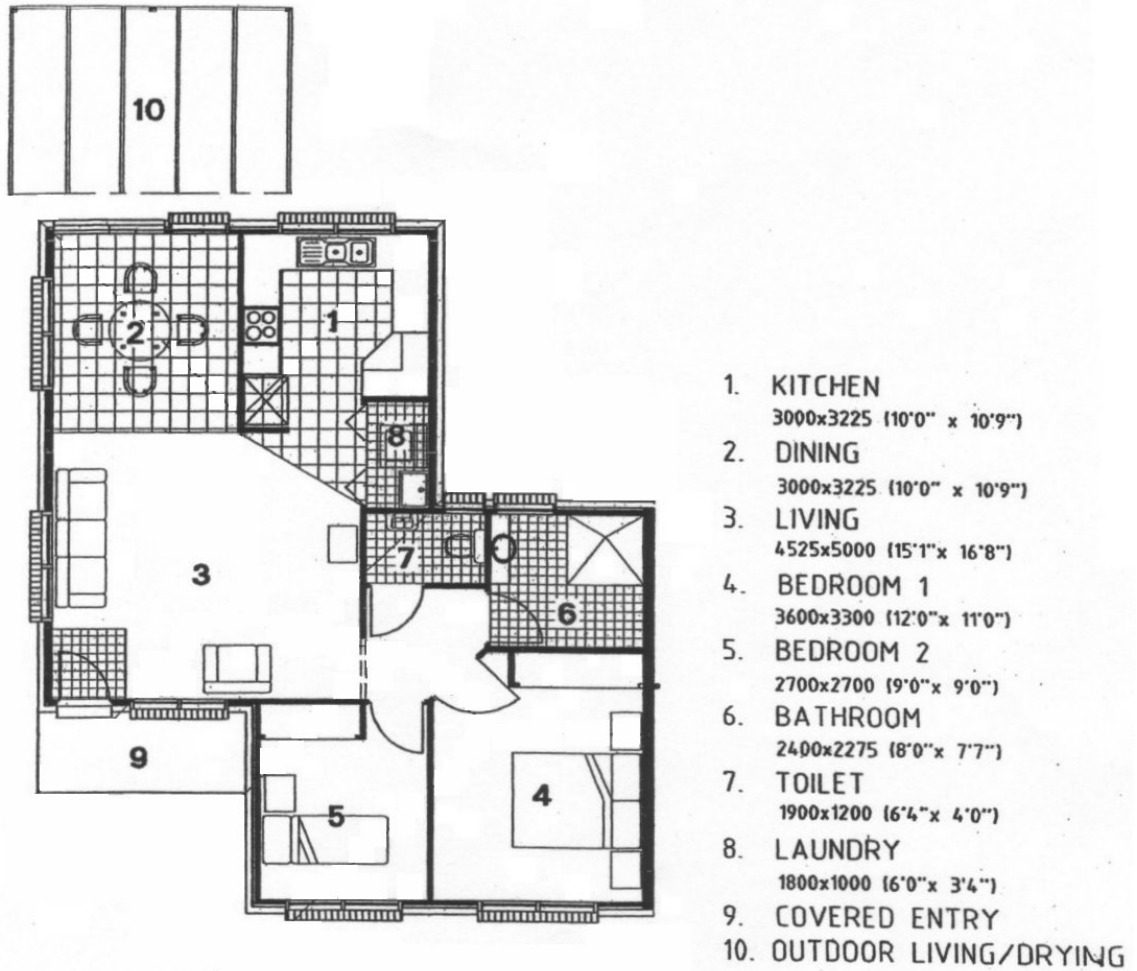 10
2
1
8
3
7
6
9
5
4
1. KITCHEN
3000x3225 (10'0" x 10'9")
2. DINING
3000x3225 (10'0" x 10'9")
3. LIVING
4525x5000 (15'1" x 16'8")
4. BEDROOM 1
3600x3300 (12'0" x 11'0")
5. BEDROOM 2
2700x2700 (9'0" x 9'0")
6. BATHROOM
2400x2275 (8'0" x 7'7")
7. TOILET
1900x1200 (6'4" x 4'0")
8. LAUNDRY
1800x1000 (6'0" x 3'4")
9. COVERED ENTRY
10. OUTDOOR LIVING/DRYING